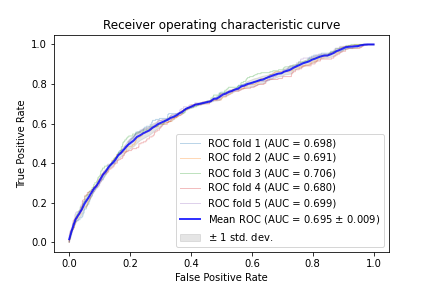 Receiver operating characteristic curve
True Positive Rate
1.0
0.8
0.6
0.4
0.2
0.0
ROC fold 1 (AUC = 0.698)
ROC fold 2 (AUC = 0.691)
ROC fold 3 (AUC = 0.706)
ROC fold 4 (AUC = 0.680)
ROC fold 5 (AUC = 0.699)
Mean ROC (AUC = 0.695 ± 0.009)
± 1 std. dev.
0.0 0.2 0.4 0.6 0.8 1.0
False Positive Rate